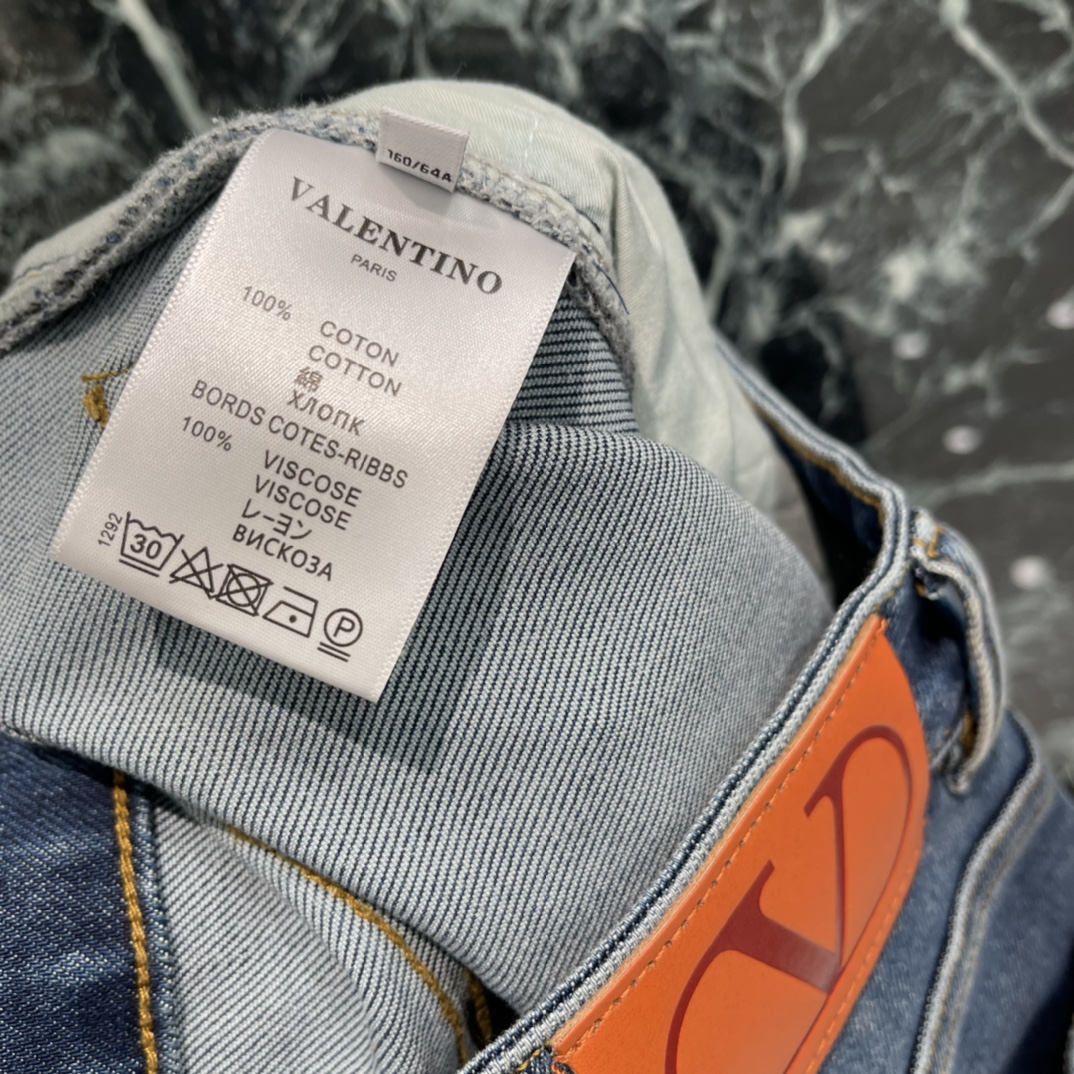 160/64A
VALENTINO
PARIS
100% COTON
COTTON
綿
ХЛОПК
BORDS COTES-RIBBS
100% VISCOSE
VISCOSE
レーヨン
ВИСКОЗА
1292
30
P
V